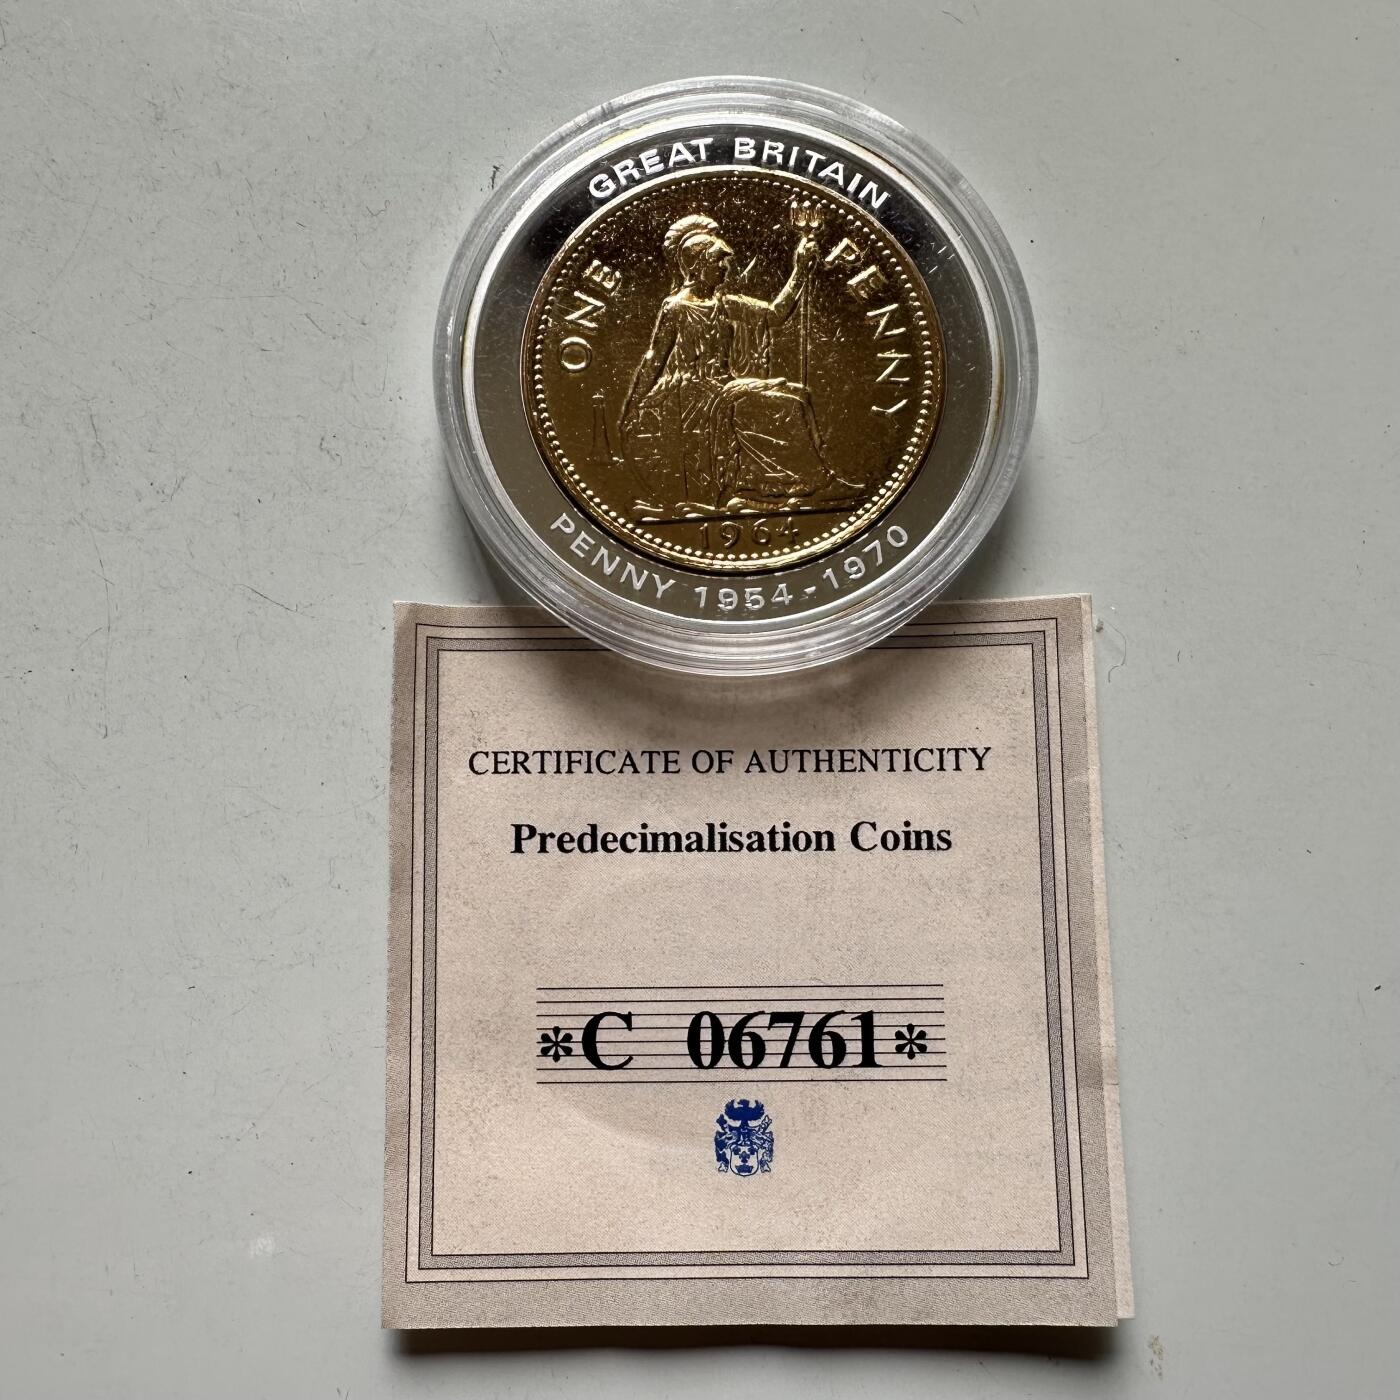 GREAT BRITAIN
ONE PENNY
1964
PENNY 1954-1970
CERTIFICATE OF AUTHENTICITY
Predecimalisation Coins
*C 06761*